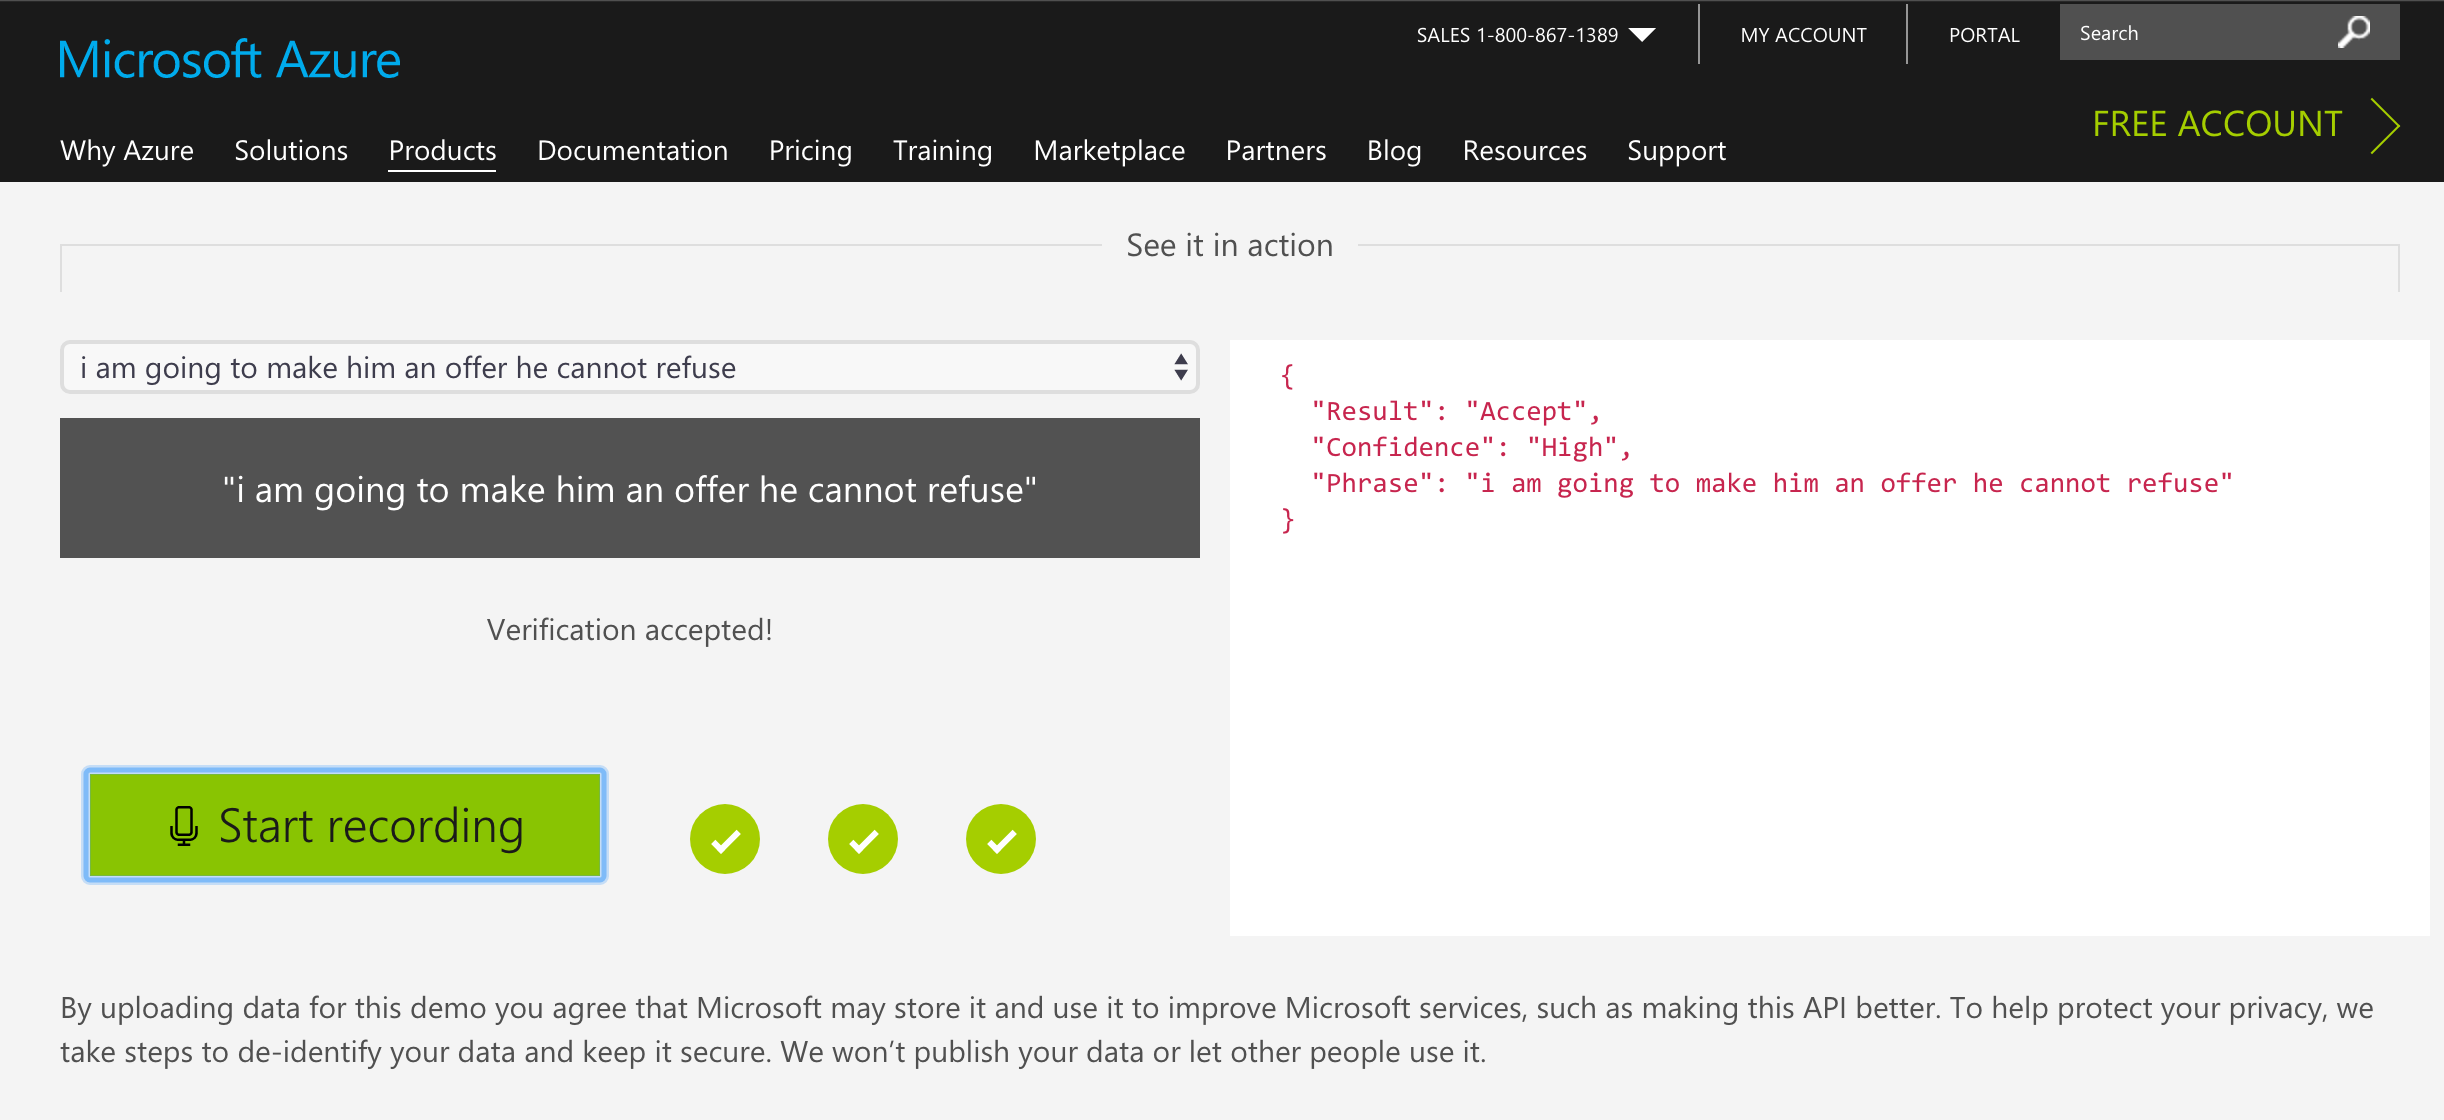 Microsoft Azure
SALES 1-800-867-1389
MY ACCOUNT
PORTAL
Search
FREE ACCOUNT
Why Azure Solutions Products Documentation Pricing Training Marketplace Partners Blog Resources Support
See it in action
i am going to make him an offer he cannot refuse
"i am going to make him an offer he cannot refuse"
Verification accepted!
Start recording
{
"Result": "Accept",
"Confidence": "High",
"Phrase": "i am going to make him an offer he cannot refuse"
}
By uploading data for this demo you agree that Microsoft may store it and use it to improve Microsoft services, such as making this API better. To help protect your privacy, we
take steps to de-identify your data and keep it secure. We won’t publish your data or let other people use it.